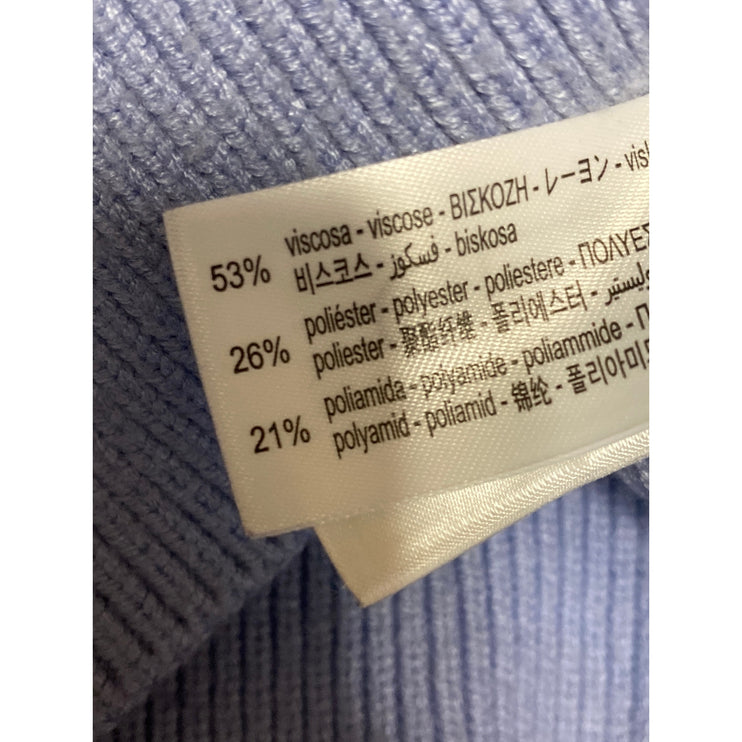 53% viscosa - viscose - ΒΙΣΚΟΖΗ - レーヨン -
비스코스 - فسكوز - biskosa
26% poliéster - polyester - poliestere -
poliester - 聚酯纤维 - 폴리에스터 -
21% poliamida - polyamide - poliammide -
polyamid - poliamid - 锦纶 -